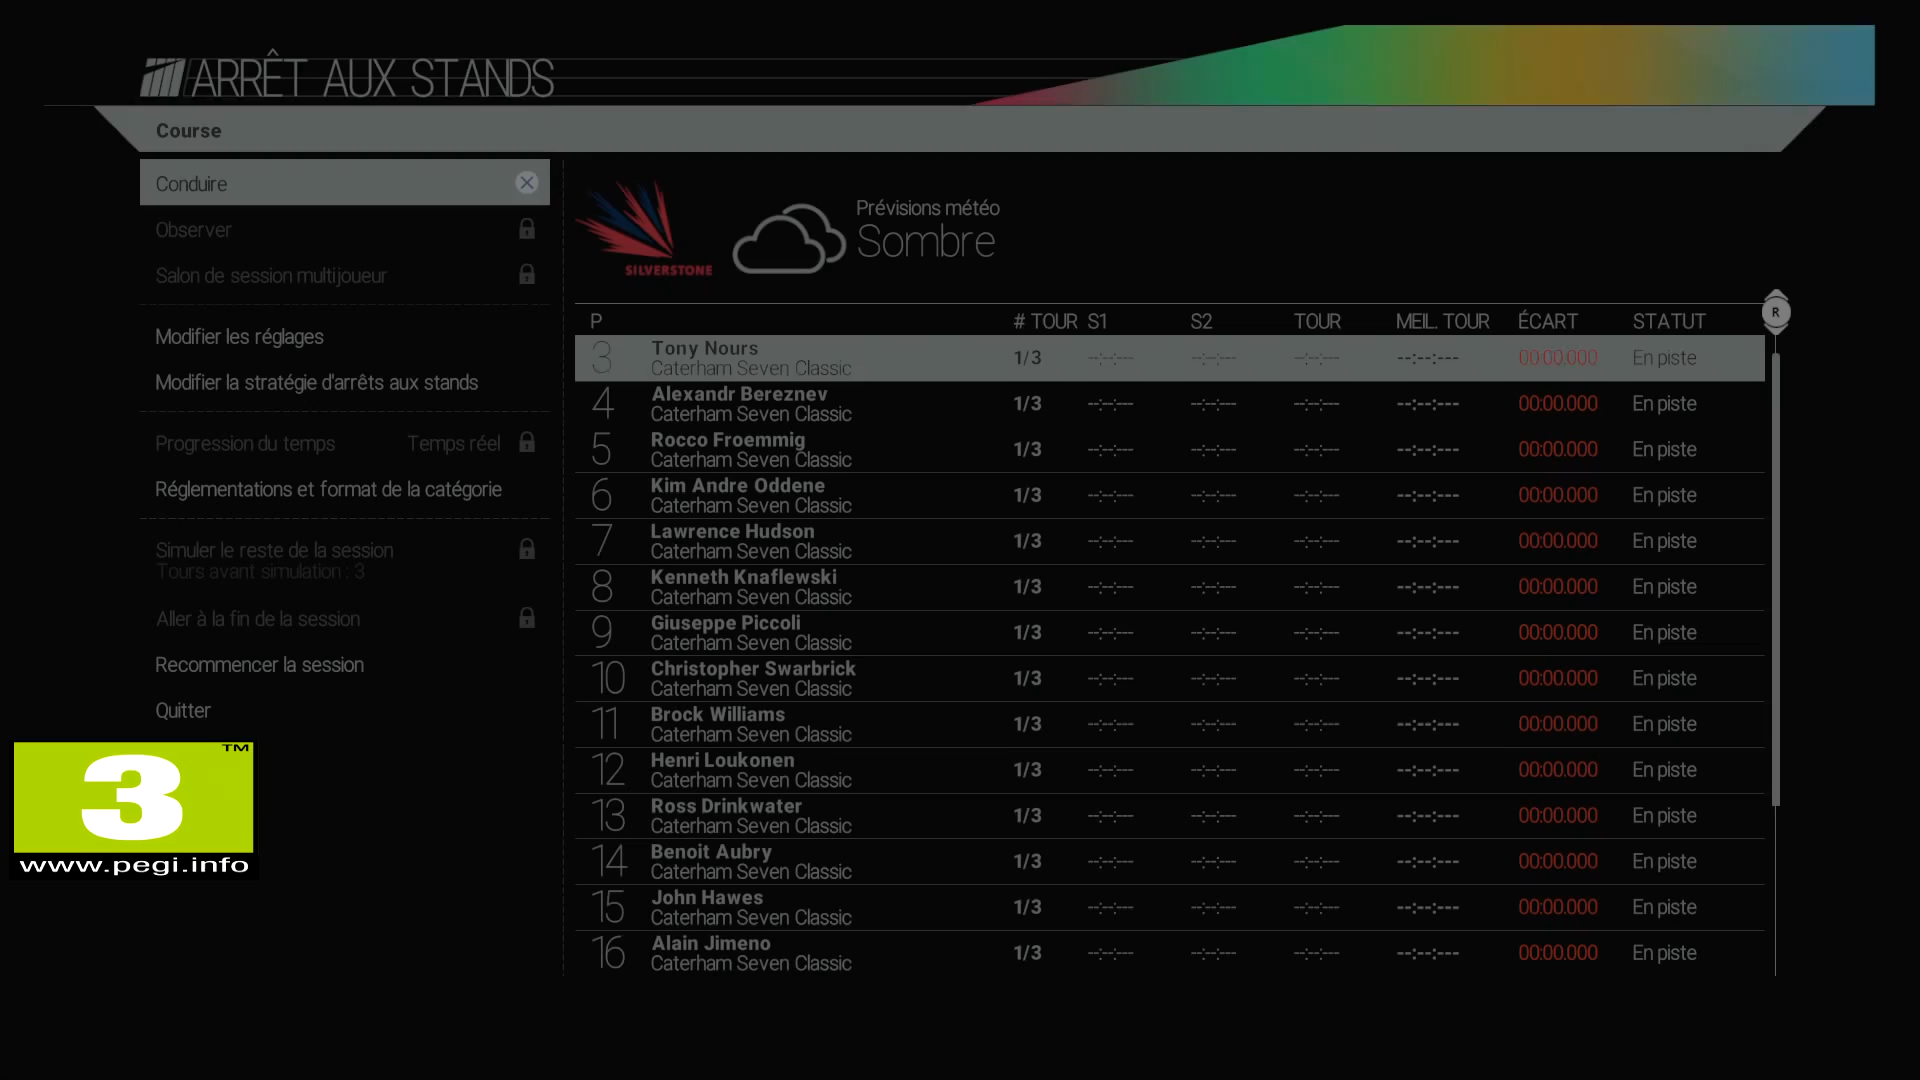 ARRÊT AUX STANDS
Course
Conduire
Observer
Salon de session multijoueur
Modifier les réglages
Modifier la stratégie d'arrêts aux stands
Progression du temps Temps réel
Réglementations et format de la catégorie
Simuler le reste de la session
Tours avant simulation : 3
Aller à la fin de la session
Recommencer la session
Quitter
3 ™
www.pegi.info
SILVERSTONE
Prévisions météo
Sombre
P # TOUR S1 S2 TOUR MEIL. TOUR ÉCART STATUT
R
3 Tony Nours 1/3 --:--:--- --:--:--- --:--:--- --:--:--- 00:00.000 En piste
Caterham Seven Classic
4 Alexandr Bereznev 1/3 --:--:--- --:--:--- --:--:--- --:--:--- 00:00.000 En piste
Caterham Seven Classic
5 Rocco Froemmig 1/3 --:--:--- --:--:--- --:--:--- --:--:--- 00:00.000 En piste
Caterham Seven Classic
6 Kim Andre Oddene 1/3 --:--:--- --:--:--- --:--:--- --:--:--- 00:00.000 En piste
Caterham Seven Classic
7 Lawrence Hudson 1/3 --:--:--- --:--:--- --:--:--- --:--:--- 00:00.000 En piste
Caterham Seven Classic
8 Kenneth Knaflewski 1/3 --:--:--- --:--:--- --:--:--- --:--:--- 00:00.000 En piste
Caterham Seven Classic
9 Giuseppe Piccoli 1/3 --:--:--- --:--:--- --:--:--- --:--:--- 00:00.000 En piste
Caterham Seven Classic
10 Christopher Swarbrick 1/3 --:--:--- --:--:--- --:--:--- --:--:--- 00:00.000 En piste
Caterham Seven Classic
11 Brock Williams 1/3 --:--:--- --:--:--- --:--:--- --:--:--- 00:00.000 En piste
Caterham Seven Classic
12 Henri Loukonen 1/3 --:--:--- --:--:--- --:--:--- --:--:--- 00:00.000 En piste
Caterham Seven Classic
13 Ross Drinkwater 1/3 --:--:--- --:--:--- --:--:--- --:--:--- 00:00.000 En piste
Caterham Seven Classic
14 Benoit Aubry 1/3 --:--:--- --:--:--- --:--:--- --:--:--- 00:00.000 En piste
Caterham Seven Classic
15 John Hawes 1/3 --:--:--- --:--:--- --:--:--- --:--:--- 00:00.000 En piste
Caterham Seven Classic
16 Alain Jimeno 1/3 --:--:--- --:--:--- --:--:--- --:--:--- 00:00.000 En piste
Caterham Seven Classic